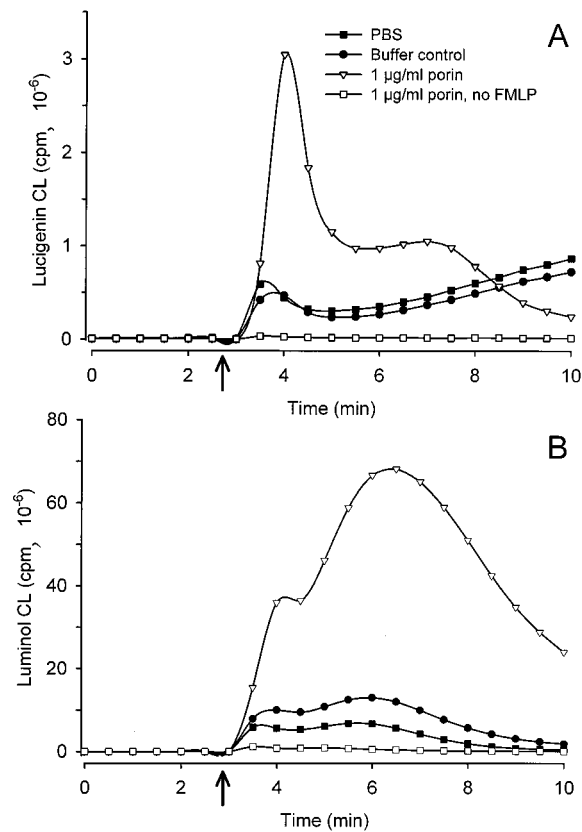 A
PBS
Buffer control
1 µg/ml porin
1 µg/ml porin, no FMLP
Lucigenin CL (cpm, 10-6)
3
2
1
0
0 2 4 6 8 10
Time (min)
B
Luminol CL (cpm, 10-6)
80
60
40
20
0
0 2 4 6 8 10
Time (min)